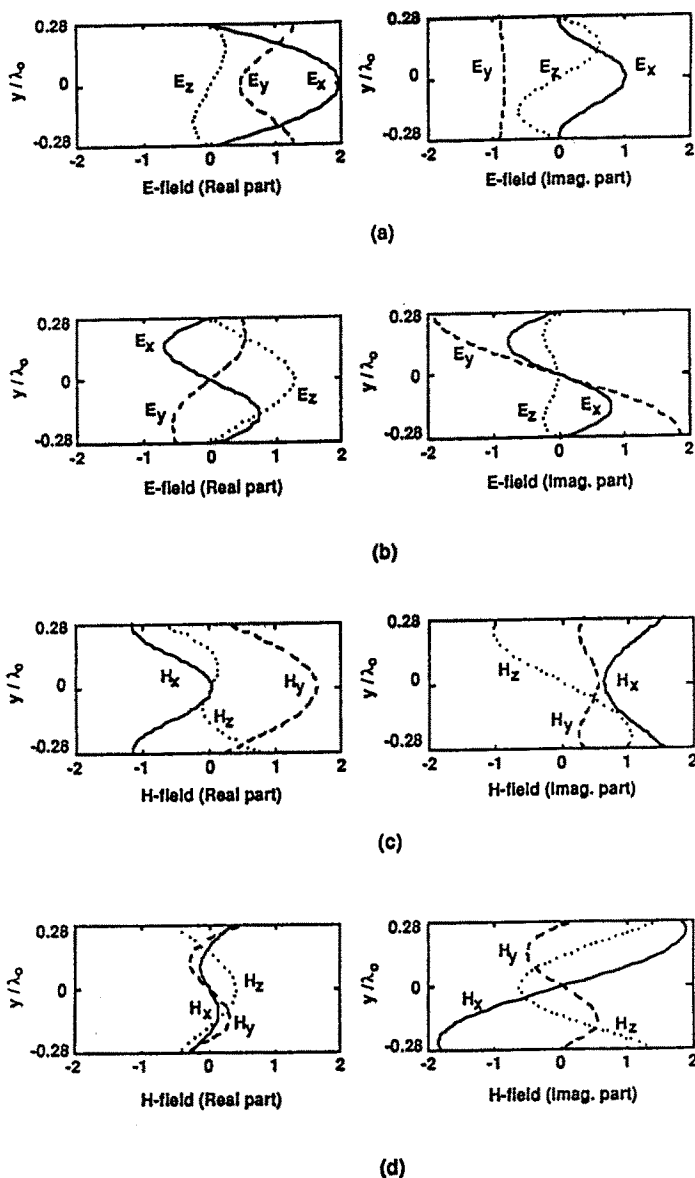 0.28
y/λo
0
-0.28
Ez
Ey
Ex
-2 -1 0 1 2
E-field (Real part)
0.28
y/λo
0
-0.28
Ey
Ez
Ex
-2 -1 0 1 2
E-field (Imag. part)
(a)
0.28
y/λo
0
-0.28
Ex
Ey
Ez
-2 -1 0 1 2
E-field (Real part)
0.28
y/λo
0
-0.28
Ey
Ez
Ex
-2 -1 0 1 2
E-field (Imag. part)
(b)
0.28
y/λo
0
-0.28
Hx
Hy
Hz
-2 -1 0 1 2
H-field (Real part)
0.28
y/λo
0
-0.28
Hz
Hx
Hy
-2 -1 0 1 2
H-field (Imag. part)
(c)
0.28
y/λo
0
-0.28
Hz
Hx
Hy
-2 -1 0 1 2
H-field (Real part)
0.28
y/λo
0
-0.28
Hy
Hx
Hz
-2 -1 0 1 2
H-field (Imag. part)
(d)